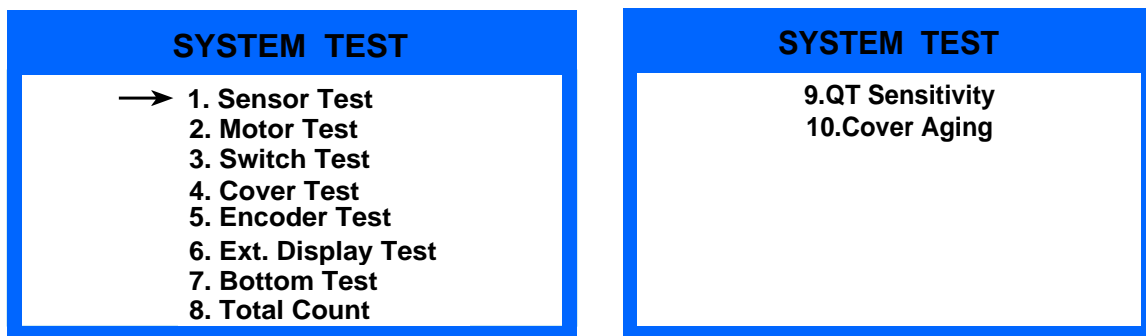 SYSTEM TEST
1. Sensor Test
2. Motor Test
3. Switch Test
4. Cover Test
5. Encoder Test
6. Ext. Display Test
7. Bottom Test
8. Total Count
SYSTEM TEST
9.QT Sensitivity
10.Cover Aging